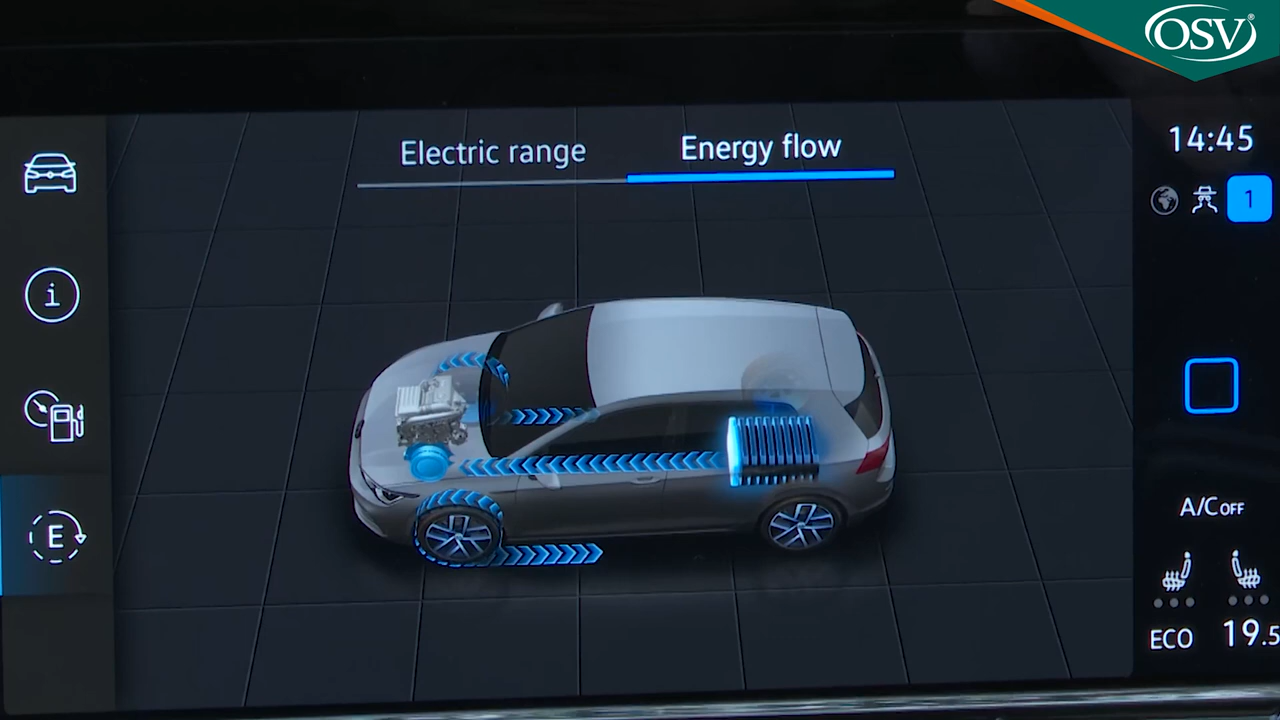 OSV®
Electric range
Energy flow
14:45
1
i
E
A/C OFF
ECO
19.5